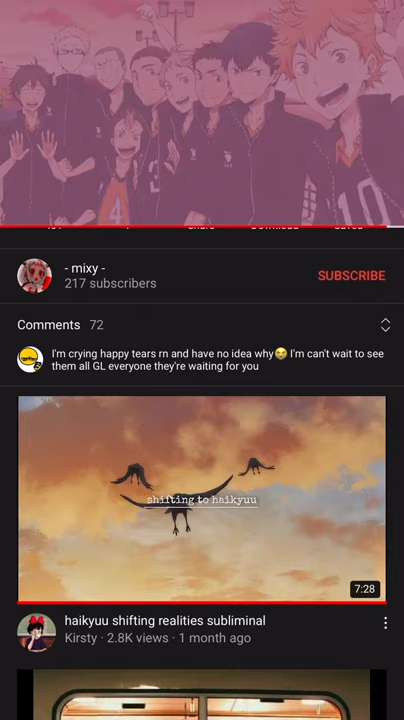 - mixy -
217 subscribers
SUBSCRIBE
Comments 72
I'm crying happy tears rn and have no idea why😭 I'm can't wait to see
them all GL everyone they're waiting for you
shifting to haikyuu
7:28
haikyuu shifting realities subliminal
Kirsty · 2.8K views · 1 month ago